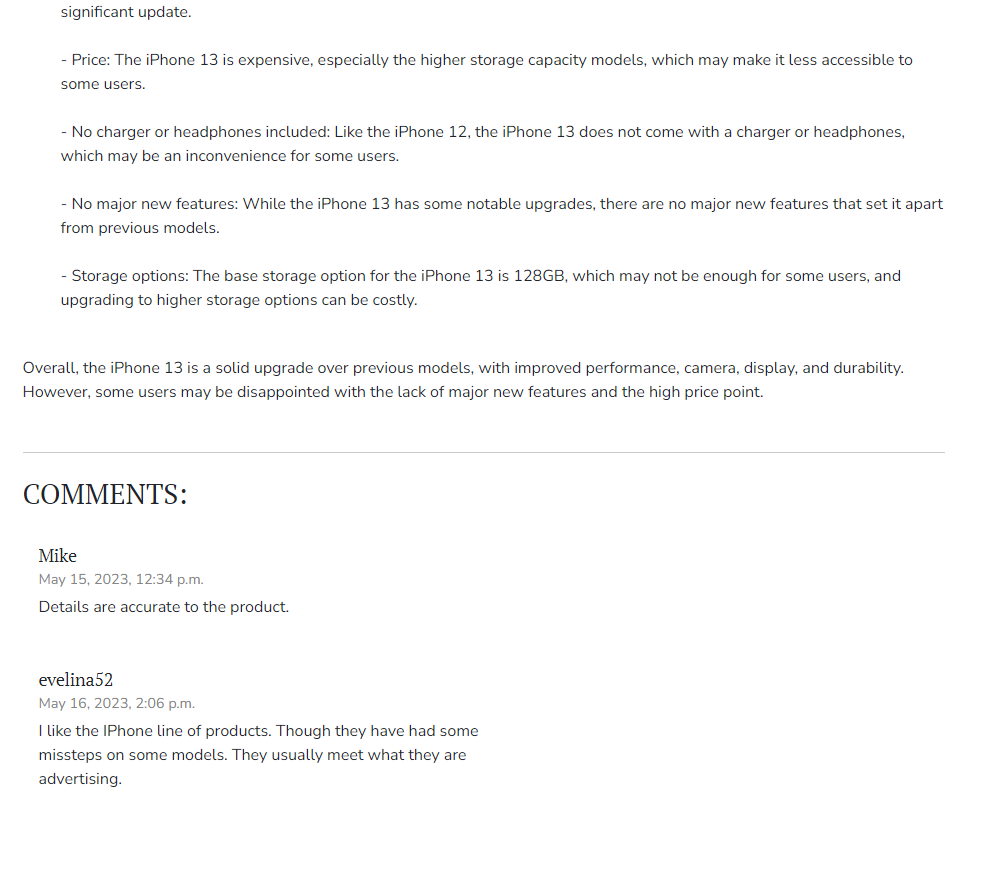 significant update.
- Price: The iPhone 13 is expensive, especially the higher storage capacity models, which may make it less accessible to
some users.
- No charger or headphones included: Like the iPhone 12, the iPhone 13 does not come with a charger or headphones,
which may be an inconvenience for some users.
- No major new features: While the iPhone 13 has some notable upgrades, there are no major new features that set it apart
from previous models.
- Storage options: The base storage option for the iPhone 13 is 128GB, which may not be enough for some users, and
upgrading to higher storage options can be costly.
Overall, the iPhone 13 is a solid upgrade over previous models, with improved performance, camera, display, and durability.
However, some users may be disappointed with the lack of major new features and the high price point.
COMMENTS:
Mike
May 15, 2023, 12:34 p.m.
Details are accurate to the product.
evelina52
May 16, 2023, 2:06 p.m.
I like the IPhone line of products. Though they have had some
missteps on some models. They usually meet what they are
advertising.